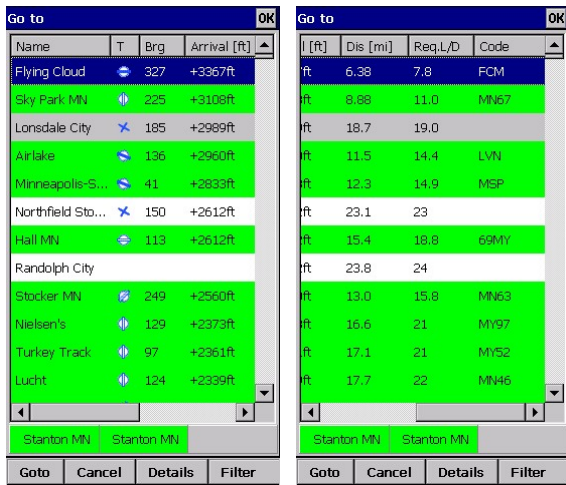 Go to OK
Name T Brg Arrival [ft]
Flying Cloud 327 +3367ft
Sky Park MN 225 +3108ft
Lonsdale City 185 +2989ft
Airlake 136 +2960ft
Minneapolis-S... 41 +2833ft
Northfield Sto... 150 +2612ft
Hall MN 113 +2612ft
Randolph City
Stocker MN 249 +2560ft
Nielsen's 129 +2373ft
Turkey Track 97 +2361ft
Lucht 124 +2339ft
Stanton MN Stanton MN
Goto Cancel Details Filter
Go to OK
l [ft] Dis [mi] Req.L/D Code
ft 6.38 7.8 FCM
ft 8.88 11.0 MN67
ft 18.7 19.0
ft 11.5 14.4 LVN
ft 12.3 14.9 MSP
ft 23.1 23
ft 15.4 18.8 69MY
ft 23.8 24
ft 13.0 15.8 MN63
ft 16.6 21 MY97
ft 17.1 21 MY52
ft 17.7 22 MN46
Stanton MN Stanton MN
Goto Cancel Details Filter